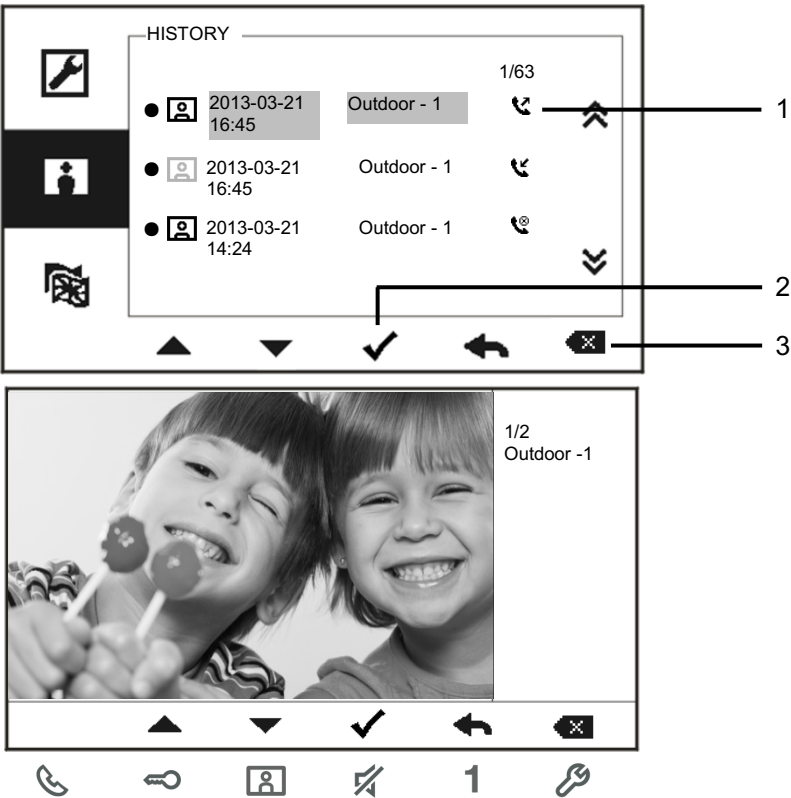 HISTORY
1/63
2013-03-21
16:45
Outdoor - 1
1
2013-03-21
16:45
Outdoor - 1
2013-03-21
14:24
Outdoor - 1
2
3
1/2
Outdoor -1
1